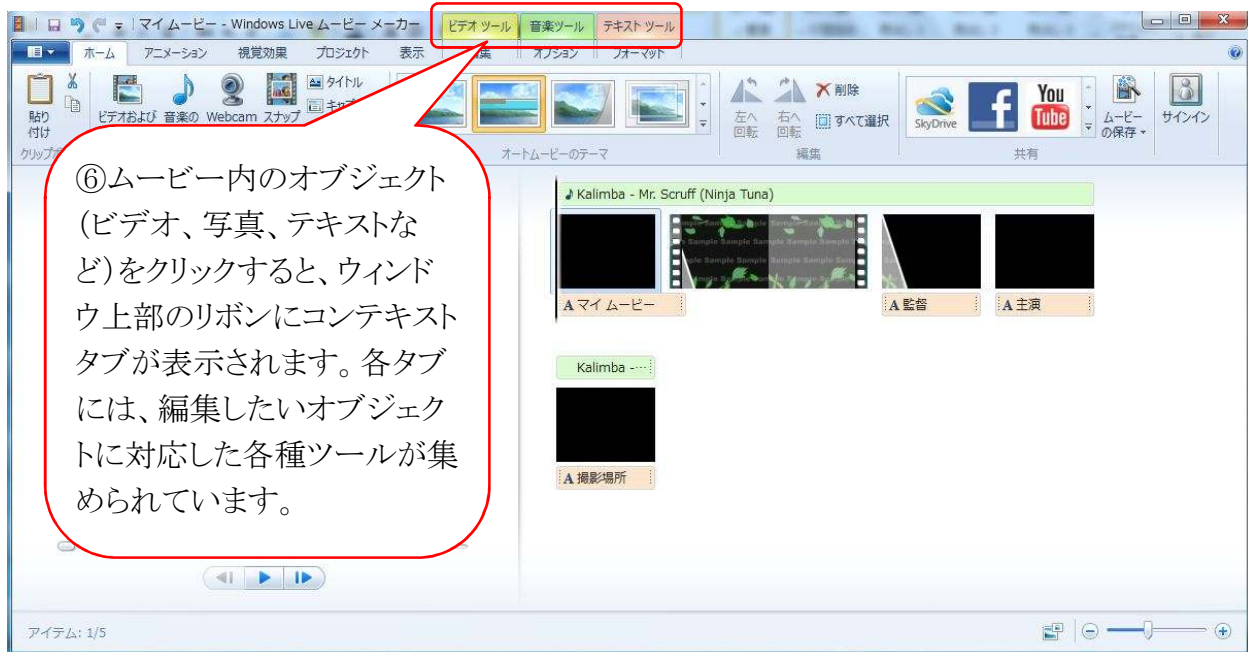 マイ ムービー - Windows Live ムービー メーカー
ビデオ ツール 音楽ツール テキスト ツール
ホーム アニメーション 視覚効果 プロジェクト 表示 集 オプション フォーマット
貼り付け
ビデオおよび 音楽の Webcam スナップ
タイトル
オートムービーのテーマ
左へ回転 右へ回転
削除
すべて選択
編集
SkyDrive
f
You Tube
共有
ムービーの保存
サインイン
⑥ムービー内のオブジェクト
(ビデオ、写真、テキストな
ど)をクリックすると、ウィンド
ウ上部のリボンにコンテキスト
タブが表示されます。各タブ
には、編集したいオブジェク
トに対応した各種ツールが集
められています。
♪ Kalimba - Mr. Scruff (Ninja Tuna)
Sample Sample Sample Sample
A マイ ムービー
A 監督
A 主演
Kalimba -…
A 撮影場所
アイテム: 1/5